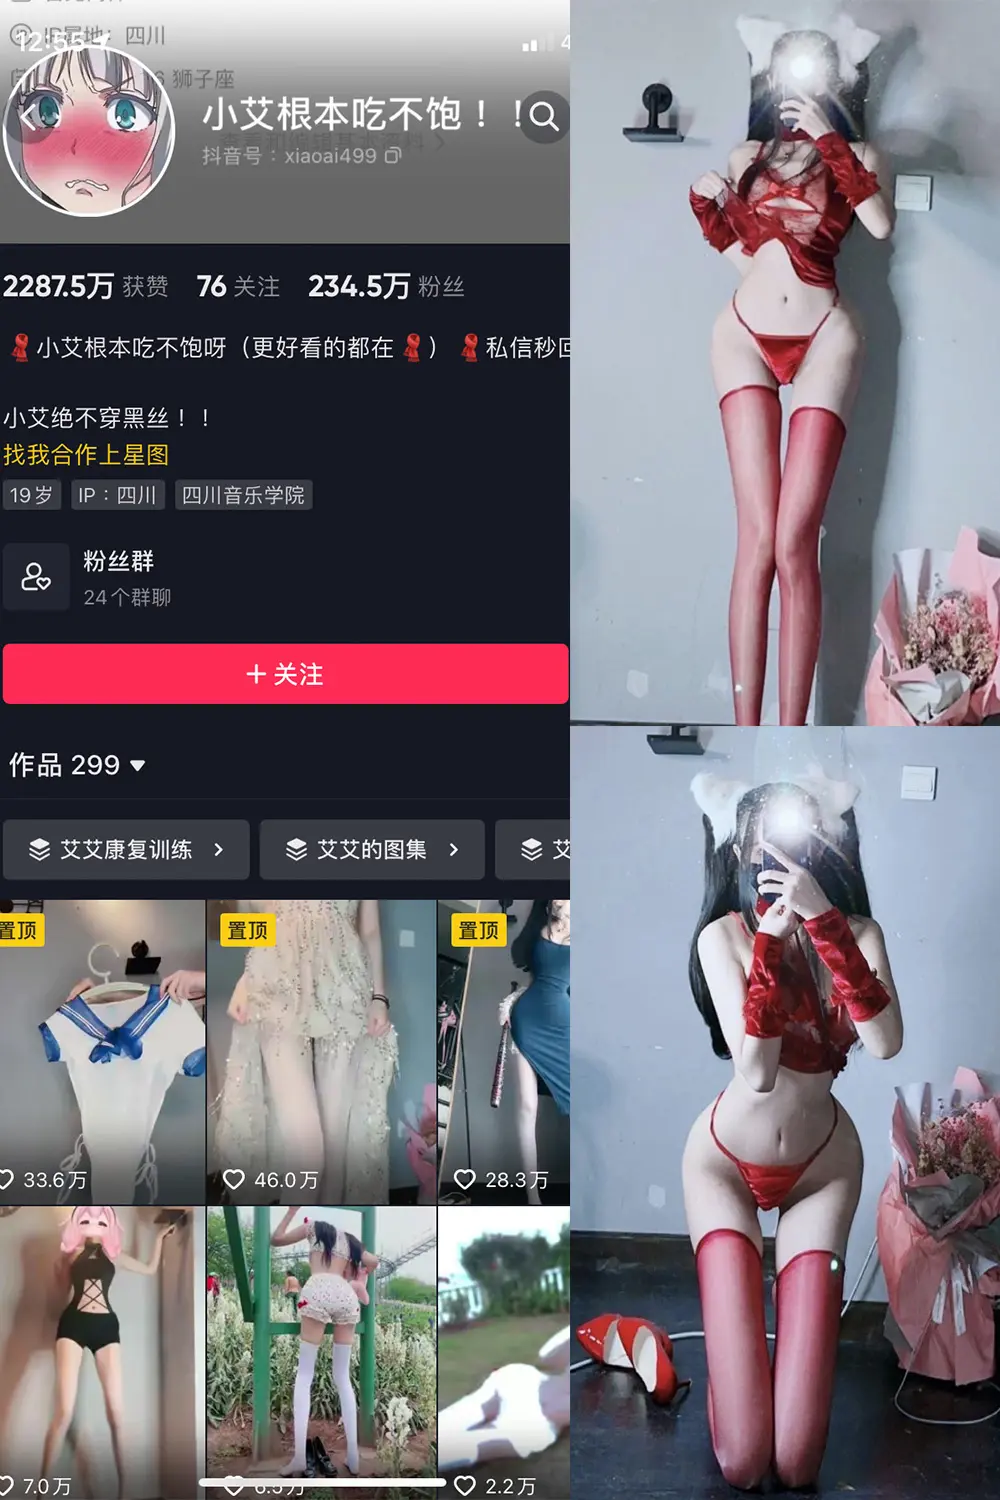 IP属地：四川
12:55
4
狮子座
小艾根本吃不饱！！
抖音号：xiaoai499
2287.5万 获赞 76 关注 234.5万 粉丝
小艾根本吃不饱呀（更好看的都在）私信秒回
小艾绝不穿黑丝！！
找我合作上星图
19岁 IP：四川 四川音乐学院
粉丝群
24个群聊
+ 关注
作品 299
艾艾康复训练 艾艾的图集 艾
置顶 置顶 置顶
33.6万 46.0万 28.3万
7.0万 6.5万 2.2万